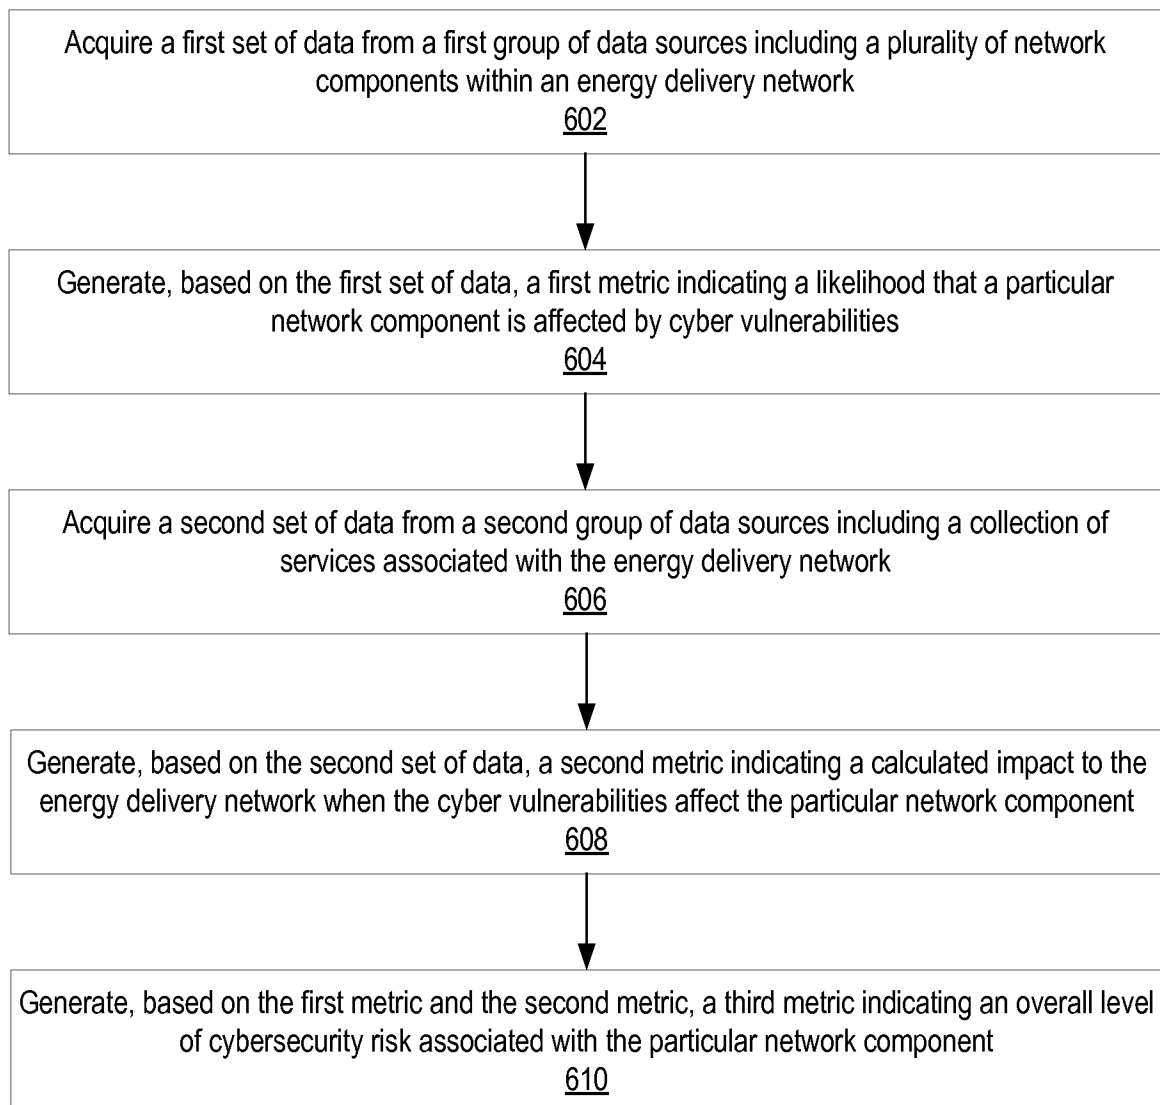 Acquire a first set of data from a first group of data sources including a plurality of network
components within an energy delivery network
602
Generate, based on the first set of data, a first metric indicating a likelihood that a particular
network component is affected by cyber vulnerabilities
604
Acquire a second set of data from a second group of data sources including a collection of
services associated with the energy delivery network
606
Generate, based on the second set of data, a second metric indicating a calculated impact to the
energy delivery network when the cyber vulnerabilities affect the particular network component
608
Generate, based on the first metric and the second metric, a third metric indicating an overall level
of cybersecurity risk associated with the particular network component
610